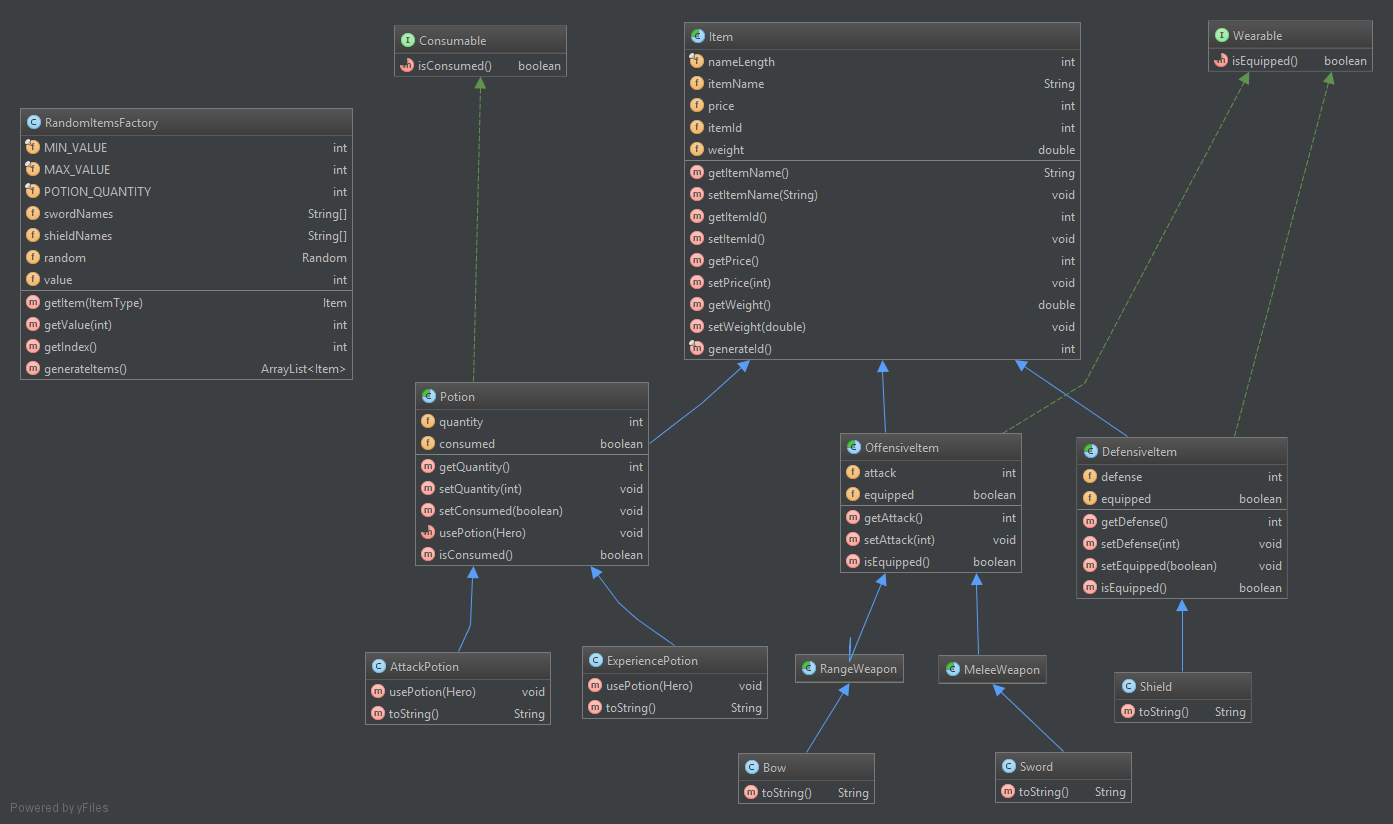 Consumable
isConsumed() boolean
Item
nameLength int
itemName String
price int
itemId int
weight double
getItemName() String
setItemName(String) void
getItemId() int
setItemId() void
getPrice() int
setPrice(int) void
getWeight() double
setWeight(double) void
generateId() int
Wearable
isEquipped() boolean
RandomItemsFactory
MIN_VALUE int
MAX_VALUE int
POTION_QUANTITY int
swordNames String[]
shieldNames String[]
random Random
value int
getItem(ItemType) Item
getValue(int) int
getIndex() int
generateItems() ArrayList<Item>
Potion
quantity int
consumed boolean
getQuantity() int
setQuantity(int) void
setConsumed(boolean) void
usePotion(Hero) void
isConsumed() boolean
OffensiveItem
attack int
equipped boolean
getAttack() int
setAttack(int) void
isEquipped() boolean
DefensiveItem
defense int
equipped boolean
getDefense() int
setDefense(int) void
setEquipped(boolean) void
isEquipped() boolean
AttackPotion
usePotion(Hero) void
toString() String
ExperiencePotion
usePotion(Hero) void
toString() String
RangeWeapon
MeleeWeapon
Shield
toString() String
Bow
toString() String
Sword
toString() String
Powered by yFiles